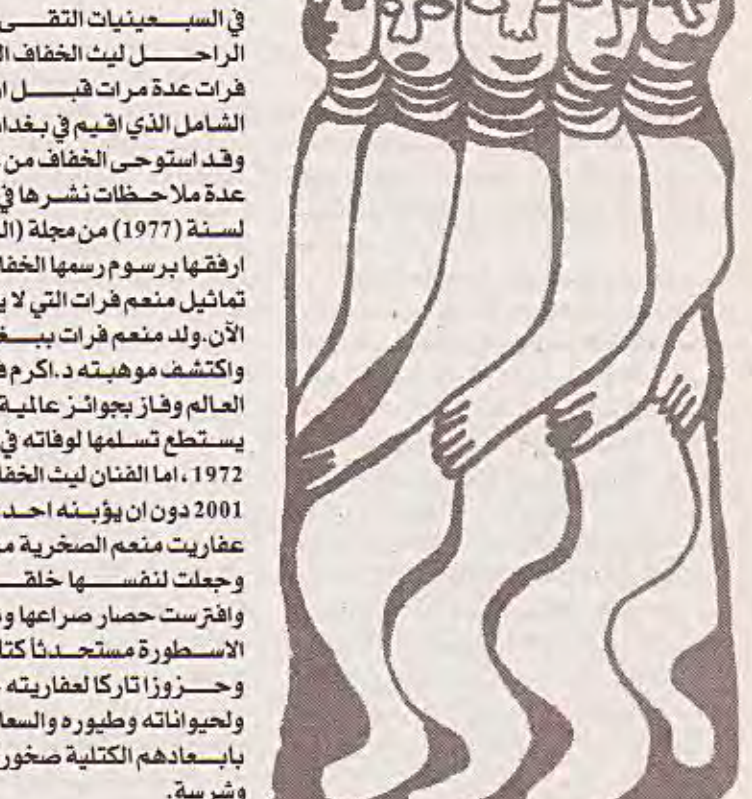 في السبعينيات التقى
الراحل ليث الخفاف
فرات عدة مرات قبل
الشامل الذي اقيم في بغداد
وقد استوحى الخفاف من
عدة ملاحظات نشرها في
لسنة (1977) من مجلة
ارفقها برسوم رسمها الخفاف
تماثيل منعم فرات التي لا
الآن.ولد منعم فرات ببغ
واكتشف موهبته د.اكرم
العالم وفاز بجوائز عالمية
يستطع تسلمها لوفاته في
1972 ، اما الفنان ليث الخفاف
2001 دون ان يؤبنه احد
عفاريت منعم الصخرية
وجعلت لنفسها خلقـ
وافترست حصار صراعها
الاسطورة مستحدثاً
وحزوزا تاركا لعفاريته
ولحيواناته وطيوره والسعا
بابعادهم الكتلية صخور
وشرسة.